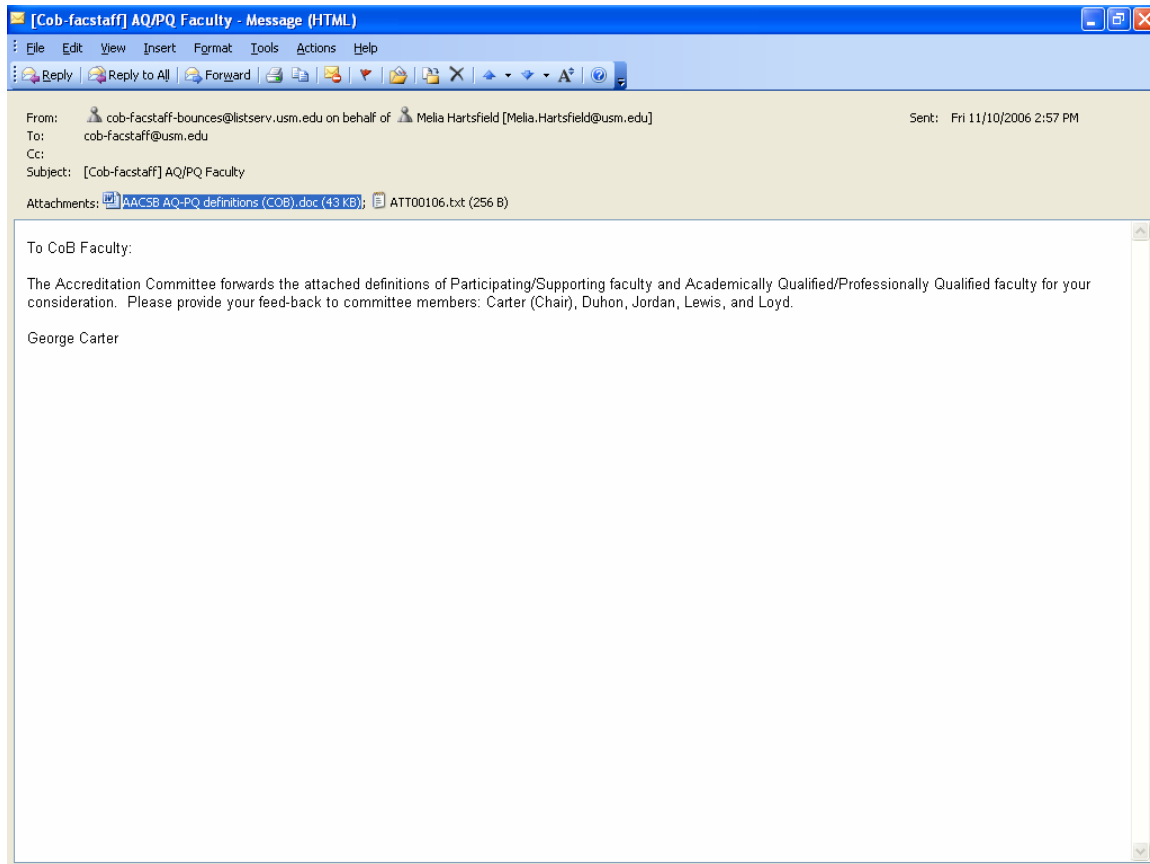 [Cob-facstaff] AQ/PQ Faculty - Message (HTML)
File Edit View Insert Format Tools Actions Help
Reply Reply to All Forward
From: cob-facstaff-bounces@listserv.usm.edu on behalf of Melia Hartsfield [Melia.Hartsfield@usm.edu] Sent: Fri 11/10/2006 2:57 PM
To: cob-facstaff@usm.edu
Cc:
Subject: [Cob-facstaff] AQ/PQ Faculty
Attachments: AACSB AQ-PQ definitions (COB).doc (43 KB); ATT00106.txt (256 B)
To CoB Faculty:
The Accreditation Committee forwards the attached definitions of Participating/Supporting faculty and Academically Qualified/Professionally Qualified faculty for your
consideration. Please provide your feed-back to committee members: Carter (Chair), Duhon, Jordan, Lewis, and Loyd.
George Carter